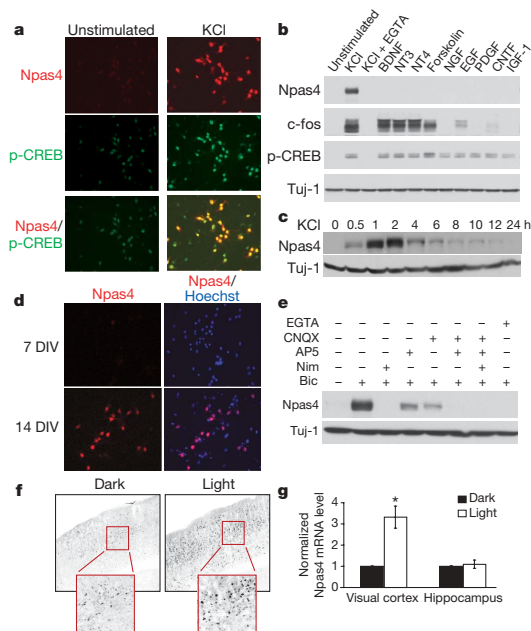 a
Unstimulated KCl
Npas4
p-CREB
Npas4/
p-CREB
b
Unstimulated KCl KCl + EGTA BDNF NT3 NT4 Forskolin NGF EGF PDGF CNTF IGF-1
Npas4
c-fos
p-CREB
Tuj-1
c
KCl 0 0.5 1 2 4 6 8 10 12 24 h
Npas4
Tuj-1
d
Npas4 Npas4/
Hoechst
7 DIV
14 DIV
e
EGTA – – – – – – – +
CNQX – – – – + + + –
AP5 – – – + – + + –
Nim – – + – – – + –
Bic – + + + + + + +
Npas4
Tuj-1
f
Dark Light
g
Normalized
Npas4 mRNA level
4
3
2
1
0
*
Dark
Light
Visual cortex Hippocampus